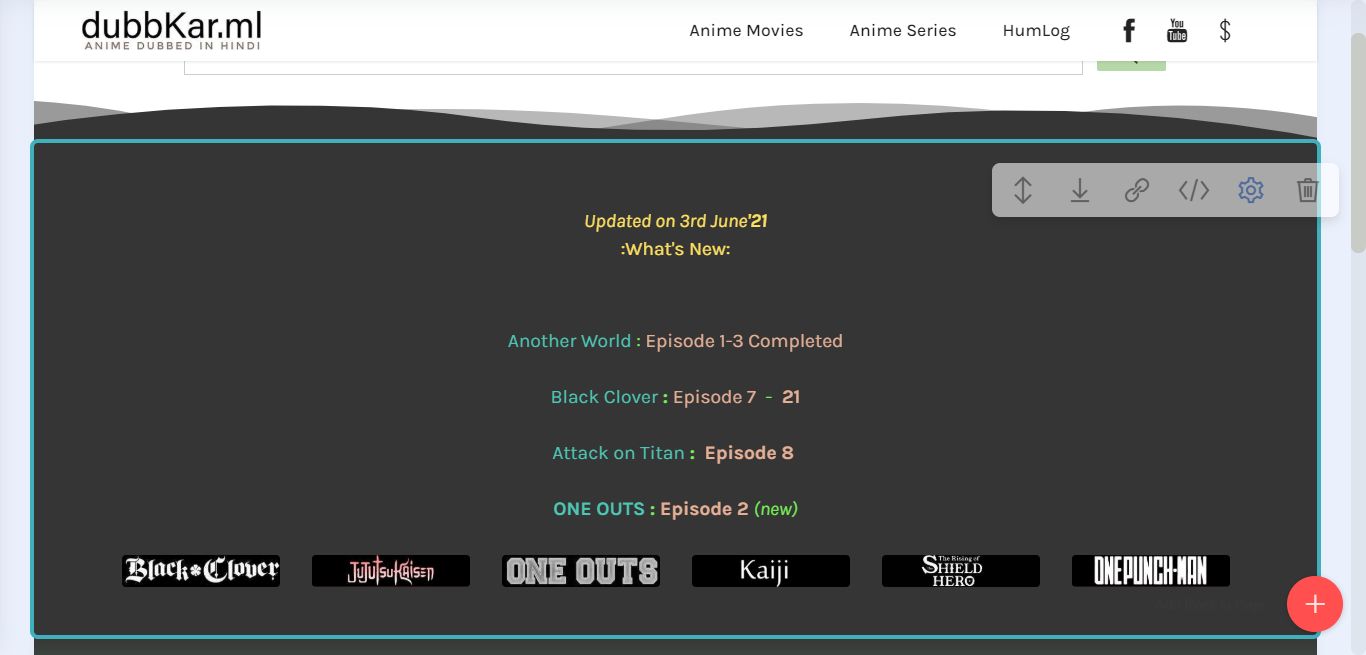 dubbKar.ml
ANIME DUBBED IN HINDI
Anime Movies Anime Series HumLog f You Tube $
Updated on 3rd June'21
:What's New:
Another World : Episode 1-3 Completed
Black Clover : Episode 7 - 21
Attack on Titan : Episode 8
ONE OUTS : Episode 2 (new)
Black Clover JUJUTSU KAISEN ONE OUTS Kaiji The Rising of SHIELD HERO ONE PUNCH-MAN